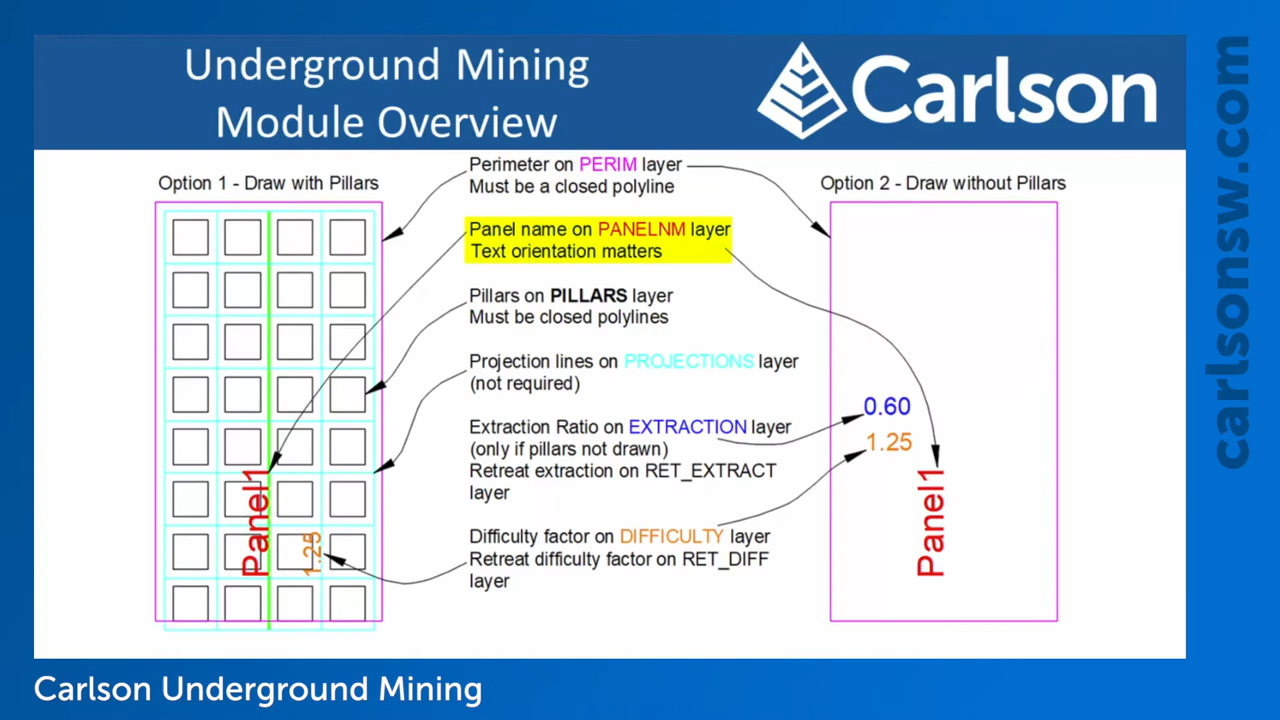 Underground Mining
Module Overview
Carlson
carlsonsw.com
Option 1 - Draw with Pillars
Perimeter on PERIM layer
Must be a closed polyline
Option 2 - Draw without Pillars
Panel name on PANELNM layer
Text orientation matters
Pillars on PILLARS layer
Must be closed polylines
Projection lines on PROJECTIONS layer
(not required)
Extraction Ratio on EXTRACTION layer
(only if pillars not drawn)
Retreat extraction on RET_EXTRACT
layer
Difficulty factor on DIFFICULTY layer
Retreat difficulty factor on RET_DIFF
layer
Panel1
1.25
0.60
1.25
Panel1
Carlson Underground Mining